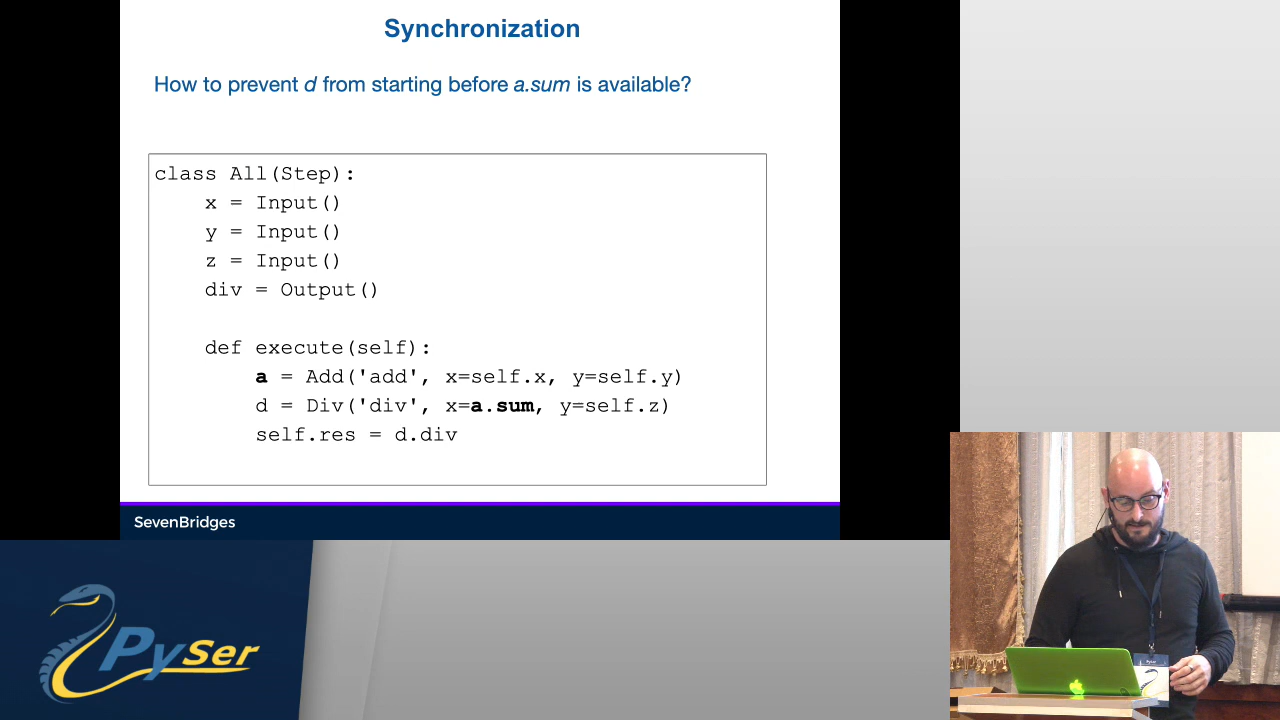 Synchronization
How to prevent d from starting before a.sum is available?
class All(Step):
    x = Input()
    y = Input()
    z = Input()
    div = Output()
    def execute(self):
        a = Add('add', x=self.x, y=self.y)
        d = Div('div', x=a.sum, y=self.z)
        self.res = d.div
SevenBridges
PySer